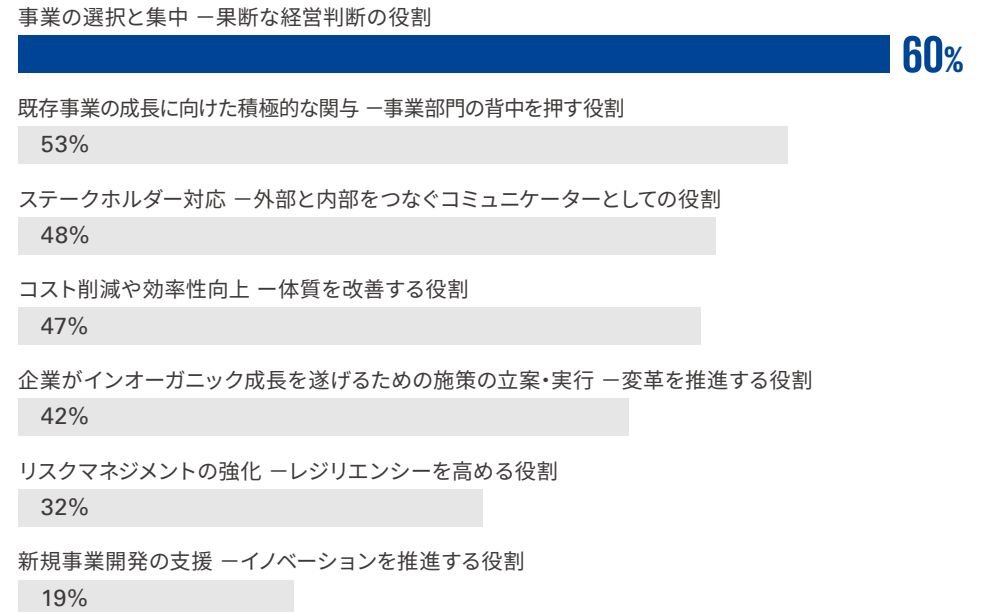 事業の選択と集中 －果断な経営判断の役割
60%
既存事業の成長に向けた積極的な関与 －事業部門の背中を押す役割
53%
ステークホルダー対応 －外部と内部をつなぐコミュニケーターとしての役割
48%
コスト削減や効率性向上 ー体質を改善する役割
47%
企業がインオーガニック成長を遂げるための施策の立案・実行 －変革を推進する役割
42%
リスクマネジメントの強化 －レジリエンシーを高める役割
32%
新規事業開発の支援 －イノベーションを推進する役割
19%